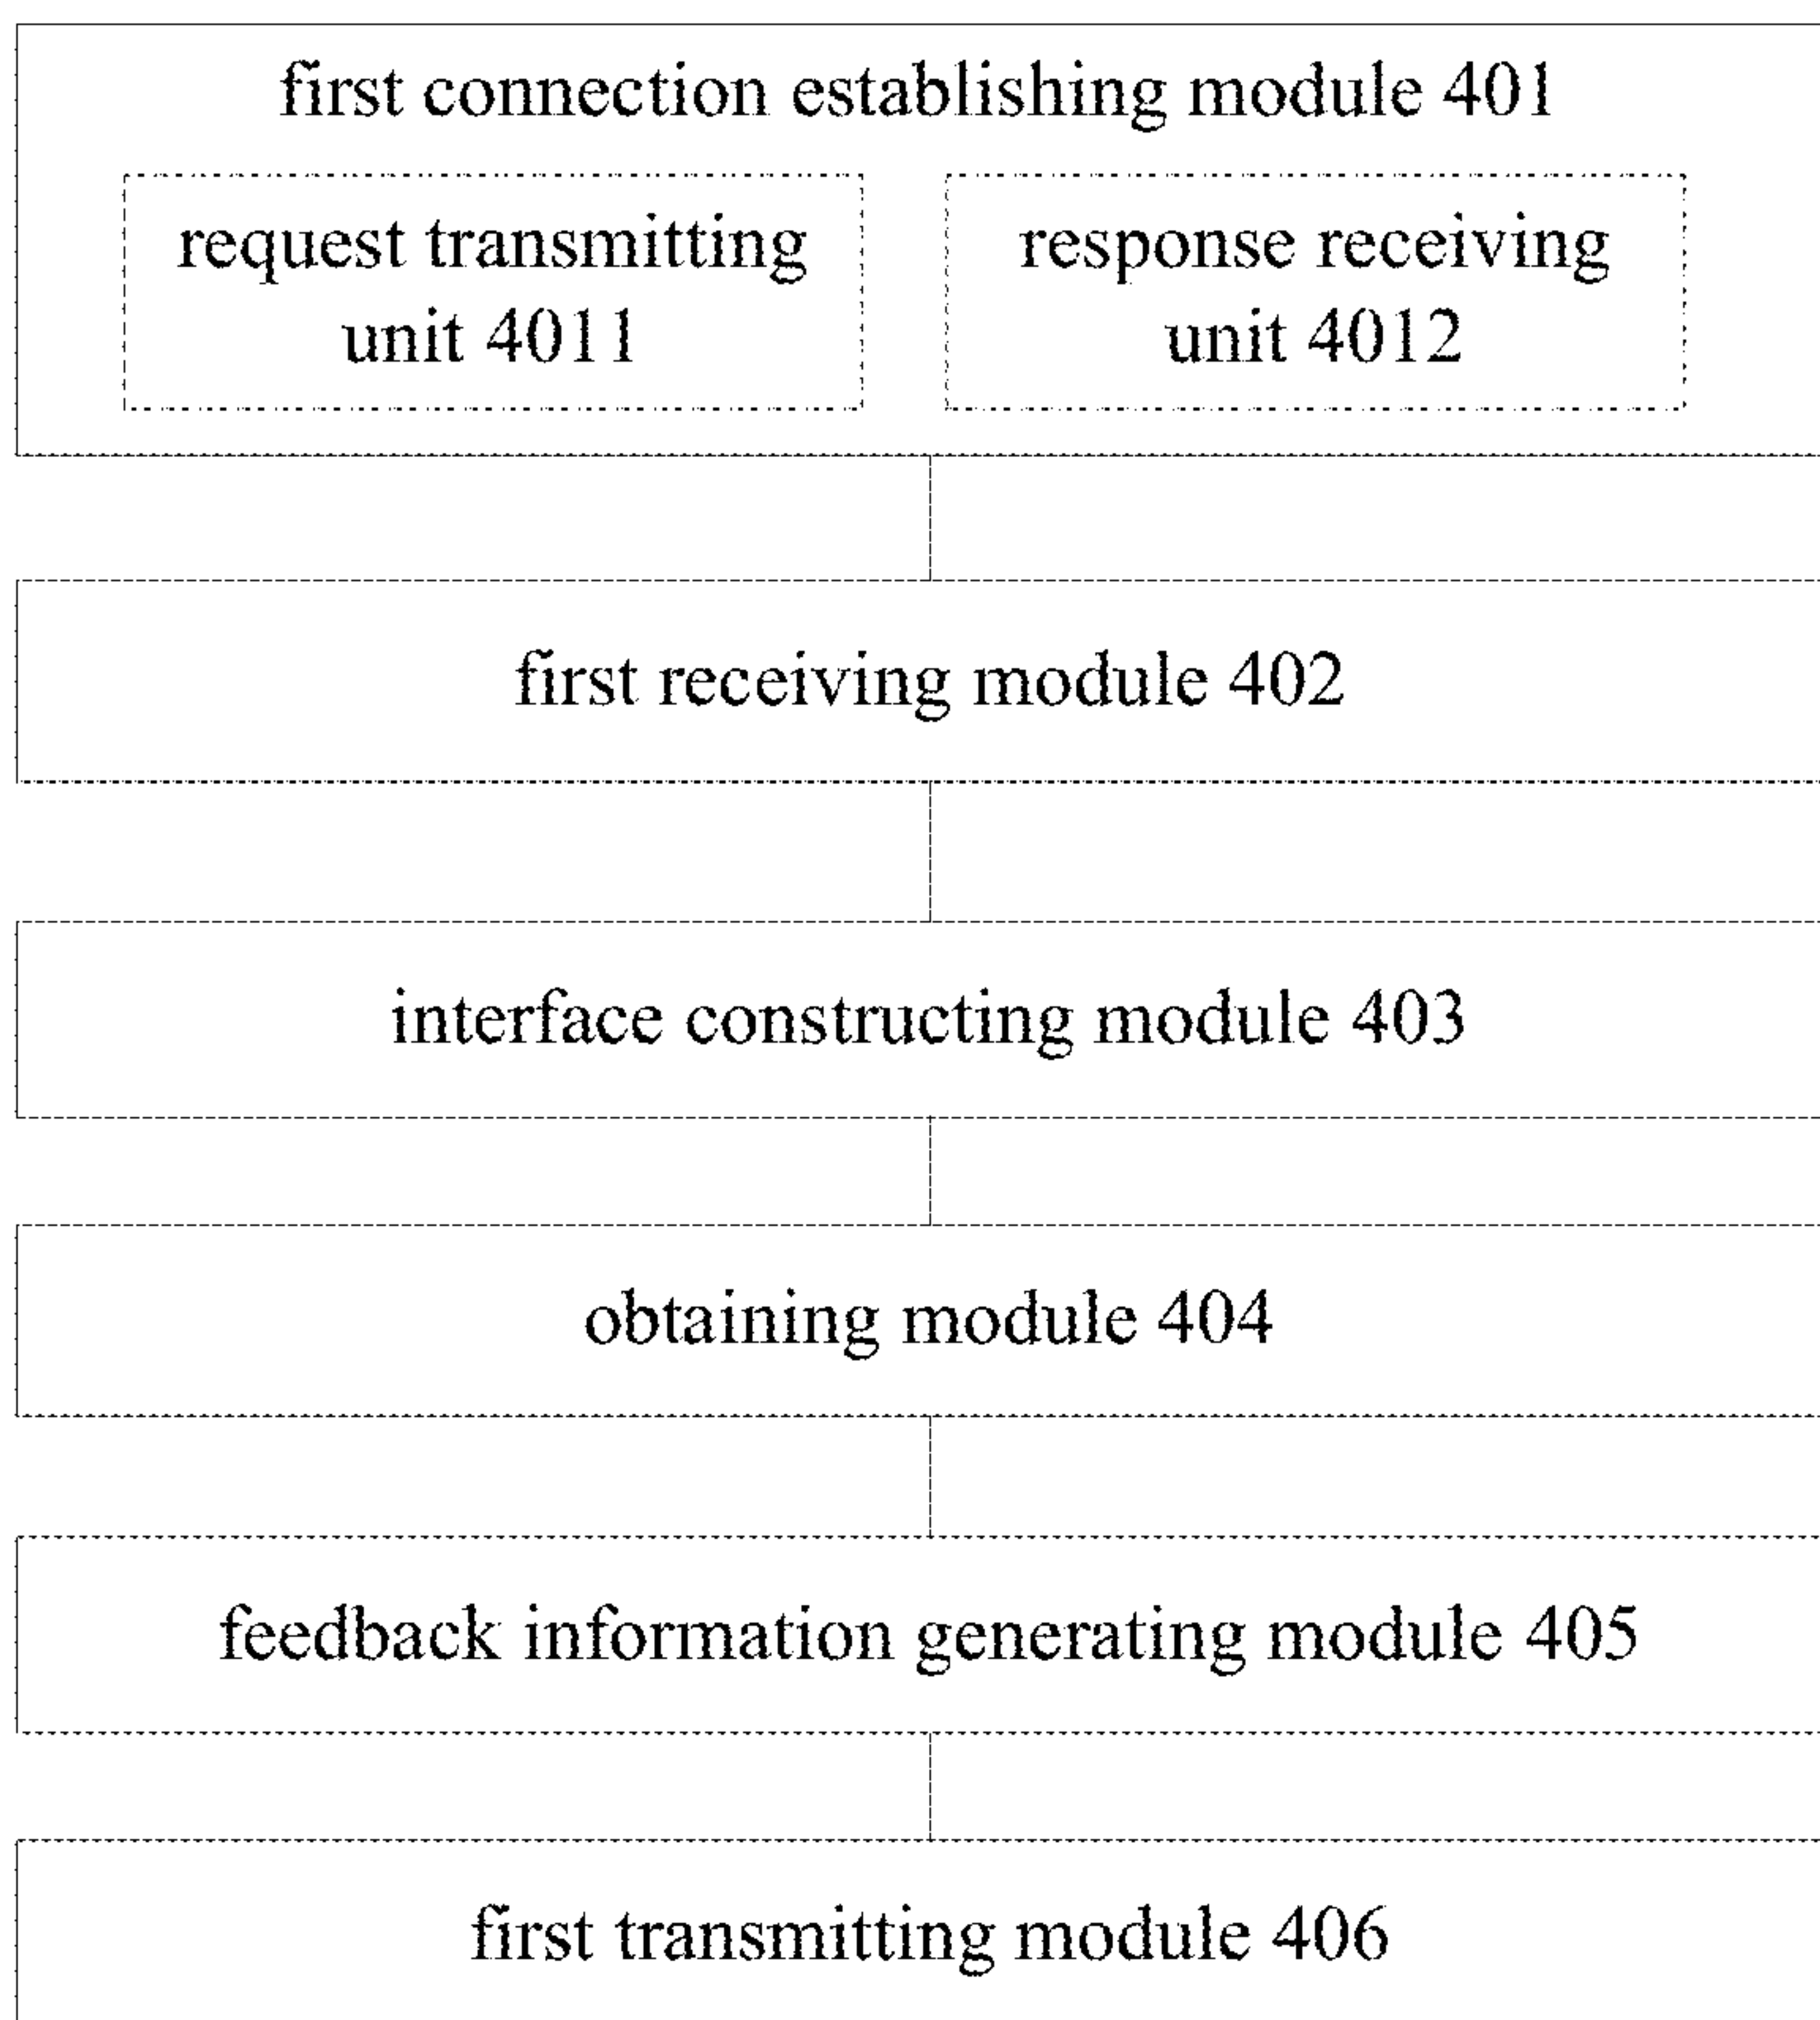 first connection establishing module 401
request transmitting
unit 4011
response receiving
unit 4012
first receiving module 402
interface constructing module 403
obtaining module 404
feedback information generating module 405
first transmitting module 406